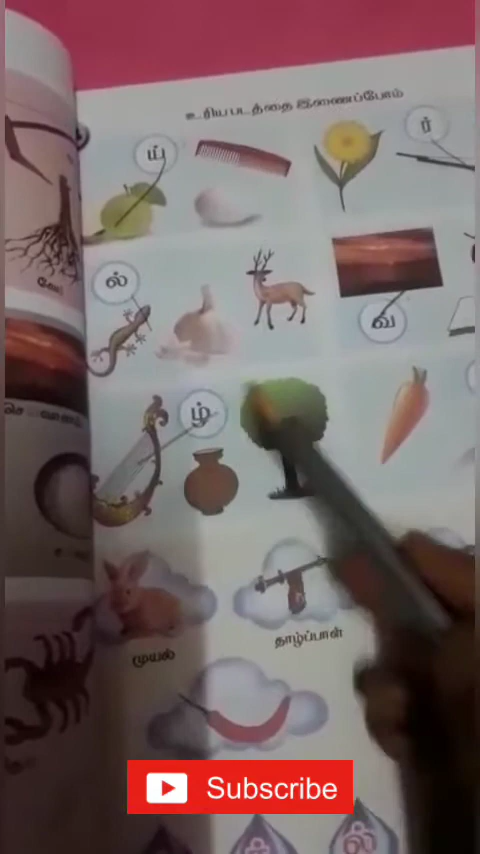 உரிய படத்தை இணைப்போம்
ய்
ர்
ல்
வ்
ழ்
முயல்
தாழ்ப்பாள்
Subscribe
ல்